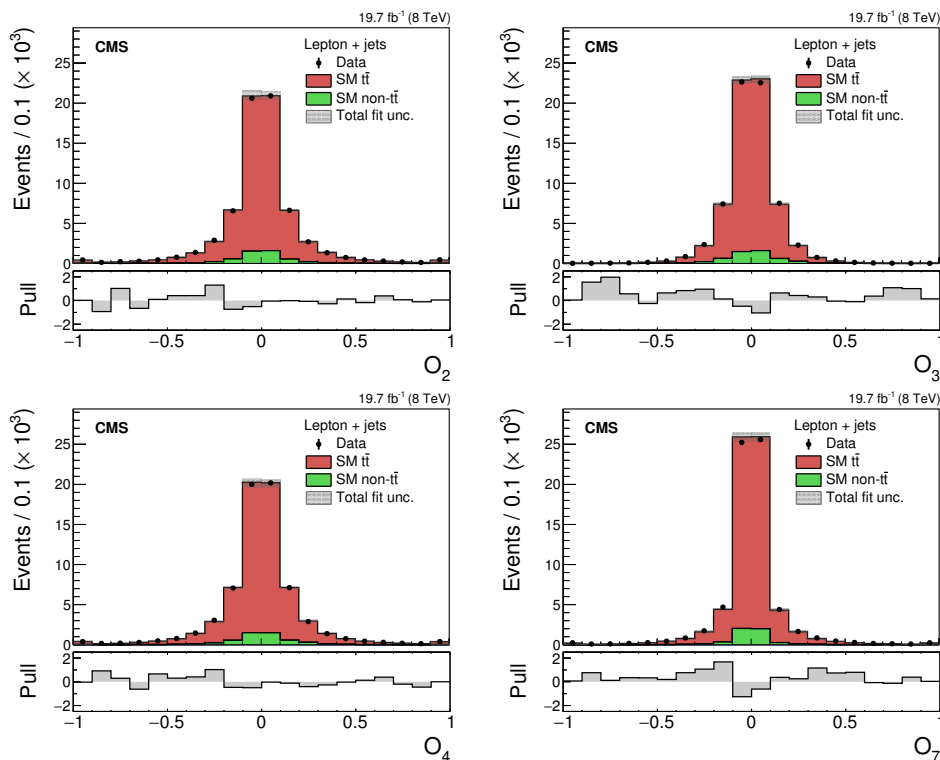 19.7 fb⁻¹ (8 TeV)
CMS
Lepton + jets
Data
SM tt̄
SM non-tt̄
Total fit unc.
Events / 0.1 (× 10³)
25
20
15
10
5
0
Pull
2
0
−2
−1 −0.5 0 0.5 1
O₂
19.7 fb⁻¹ (8 TeV)
CMS
Lepton + jets
Data
SM tt̄
SM non-tt̄
Total fit unc.
Events / 0.1 (× 10³)
25
20
15
10
5
0
Pull
2
0
−2
−1 −0.5 0 0.5 1
O₃
19.7 fb⁻¹ (8 TeV)
CMS
Lepton + jets
Data
SM tt̄
SM non-tt̄
Total fit unc.
Events / 0.1 (× 10³)
25
20
15
10
5
0
Pull
2
0
−2
−1 −0.5 0 0.5 1
O₄
19.7 fb⁻¹ (8 TeV)
CMS
Lepton + jets
Data
SM tt̄
SM non-tt̄
Total fit unc.
Events / 0.1 (× 10³)
25
20
15
10
5
0
Pull
2
0
−2
−1 −0.5 0 0.5 1
O₇